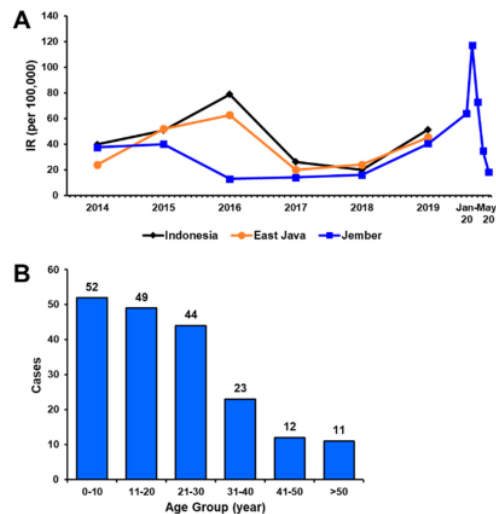 A
IR (per 100,000)
140
120
100
80
60
40
20
0
2014 2015 2016 2017 2018 2019 Jan-May
20 20
Indonesia East Java Jember
B
Cases
60
50
40
30
20
10
0
52
49
44
23
12
11
0-10 11-20 21-30 31-40 41-50 >50
Age Group (year)